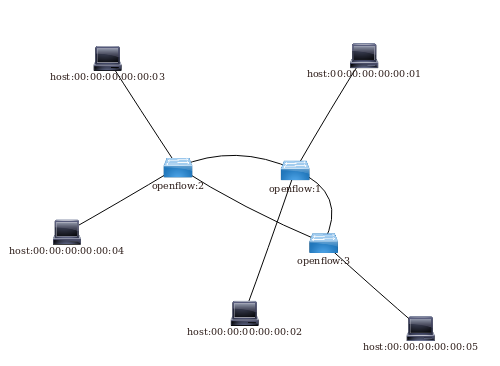 host:00:00:00:00:00:03
host:00:00:00:00:00:01
openflow:2
openflow:1
host:00:00:00:00:00:04
openflow:3
host:00:00:00:00:00:02
host:00:00:00:00:00:05